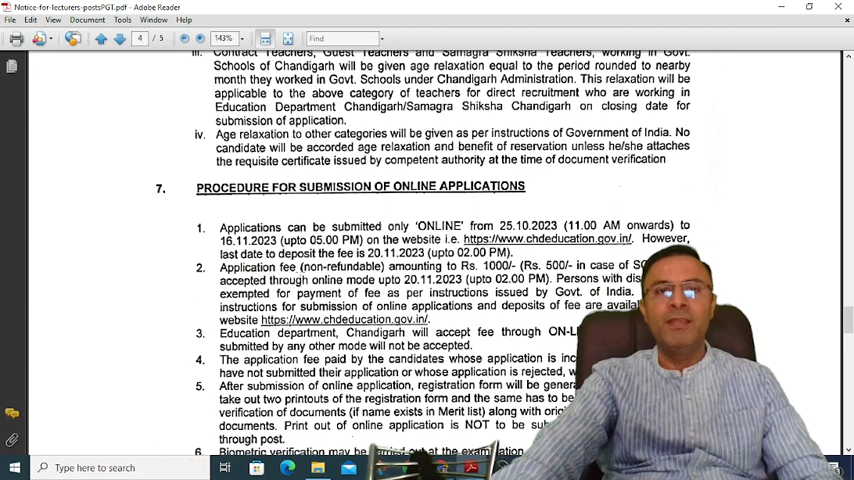 Notice-for-lecturers-postsPGT.pdf - Adobe Reader
File Edit View Document Tools Window Help
4 / 5 143% Find
iii. Contract Teachers, Guest Teachers and Samagra Shiksha Teachers, working in Govt.
Schools of Chandigarh will be given age relaxation equal to the period rounded to nearby
month they worked in Govt. Schools under Chandigarh Administration. This relaxation will be
applicable to the above category of teachers for direct recruitment who are working in
Education Department Chandigarh/Samagra Shiksha Chandigarh on closing date for
submission of application.
iv. Age relaxation to other categories will be given as per instructions of Government of India. No
candidate will be accorded age relaxation and benefit of reservation unless he/she attaches
the requisite certificate issued by competent authority at the time of document verification
7. PROCEDURE FOR SUBMISSION OF ONLINE APPLICATIONS
1. Applications can be submitted only 'ONLINE' from 25.10.2023 (11.00 AM onwards) to
16.11.2023 (upto 05.00 PM) on the website i.e. https://www.chdeducation.gov.in/. However,
last date to deposit the fee is 20.11.2023 (upto 02.00 PM).
2. Application fee (non-refundable) amounting to Rs. 1000/- (Rs. 500/- in case of SC
accepted through online mode upto 20.11.2023 (upto 02.00 PM). Persons with dis
exempted for payment of fee as per instructions issued by Govt. of India.
instructions for submission of online applications and deposits of fee are availa
website https://www.chdeducation.gov.in/.
3. Education department, Chandigarh will accept fee through ON-L
submitted by any other mode will not be accepted.
4. The application fee paid by the candidates whose application is inc
have not submitted their application or whose application is rejected, w
5. After submission of online application, registration form will be genera
take out two printouts of the registration form and the same has to be
verification of documents (if name exists in Merit list) along with orig
documents. Print out of online application is NOT to be sub
through post.
6. Biometric verification may be carried out at the examination
Type here to search